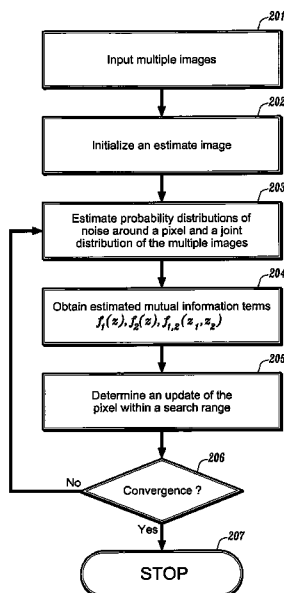 201
Input multiple images
202
Initialize an estimate image
203
Estimate probability distributions of
noise around a pixel and a joint
distribution of the multiple images
204
Obtain estimated mutual information terms
f₁(z), f₂(z), f₁,₂(z₁, z₂)
205
Determine an update of the
pixel within a search range
206
Convergence ?
No
Yes
207
STOP